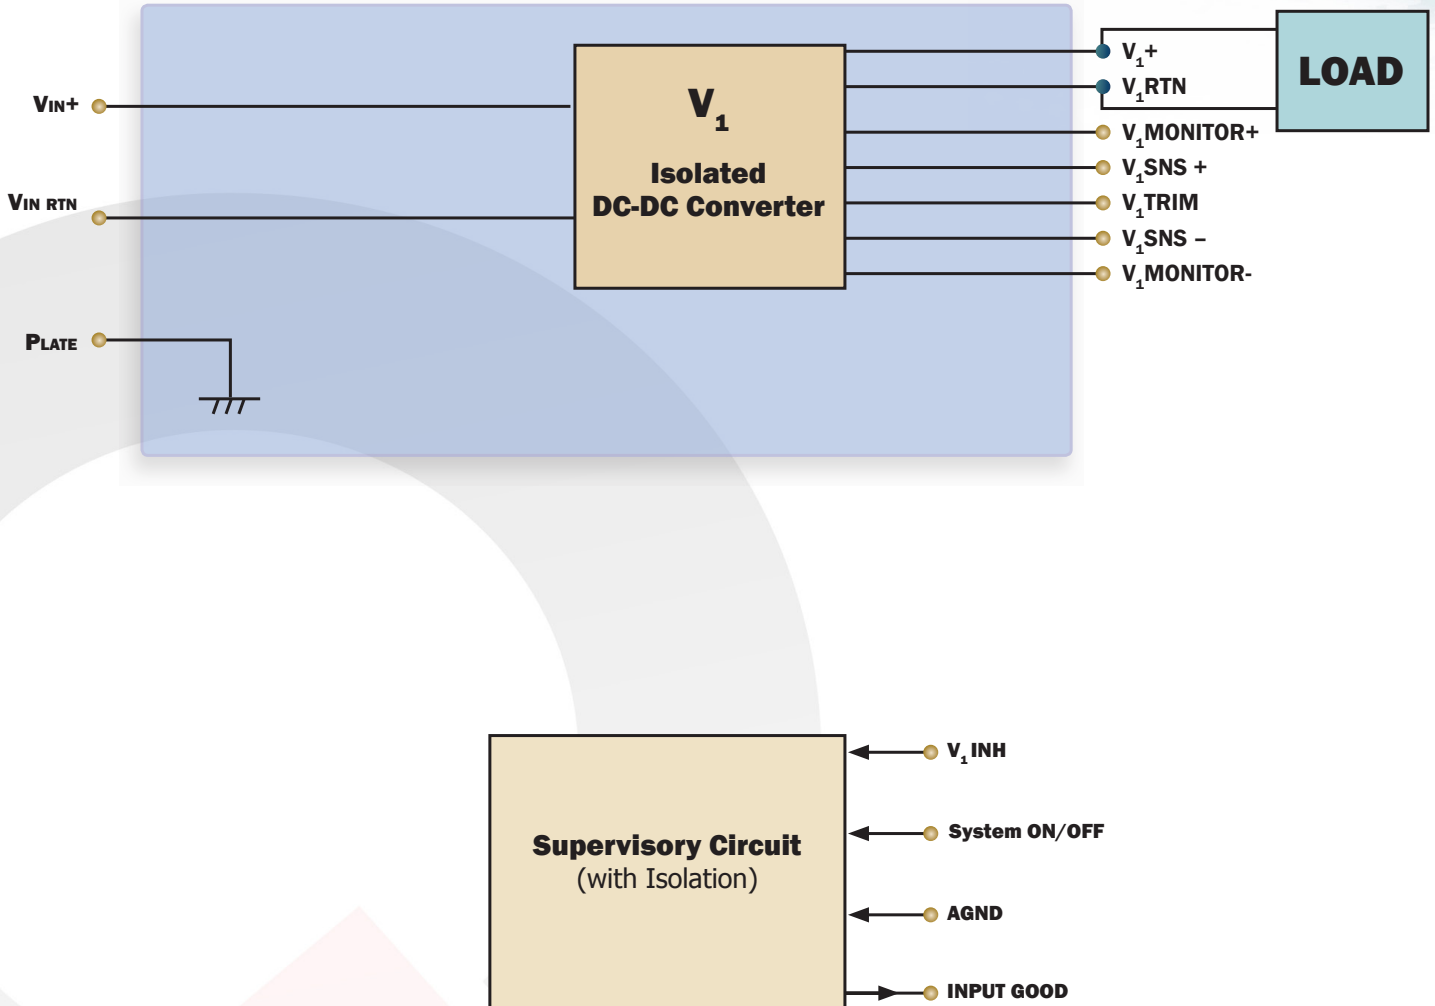 VIN+
VIN RTN
PLATE
V1
Isolated
DC-DC Converter
V1+
V1RTN
V1MONITOR+
V1SNS +
V1TRIM
V1SNS –
V1MONITOR-
LOAD
Supervisory Circuit
(with Isolation)
V1 INH
System ON/OFF
AGND
INPUT GOOD